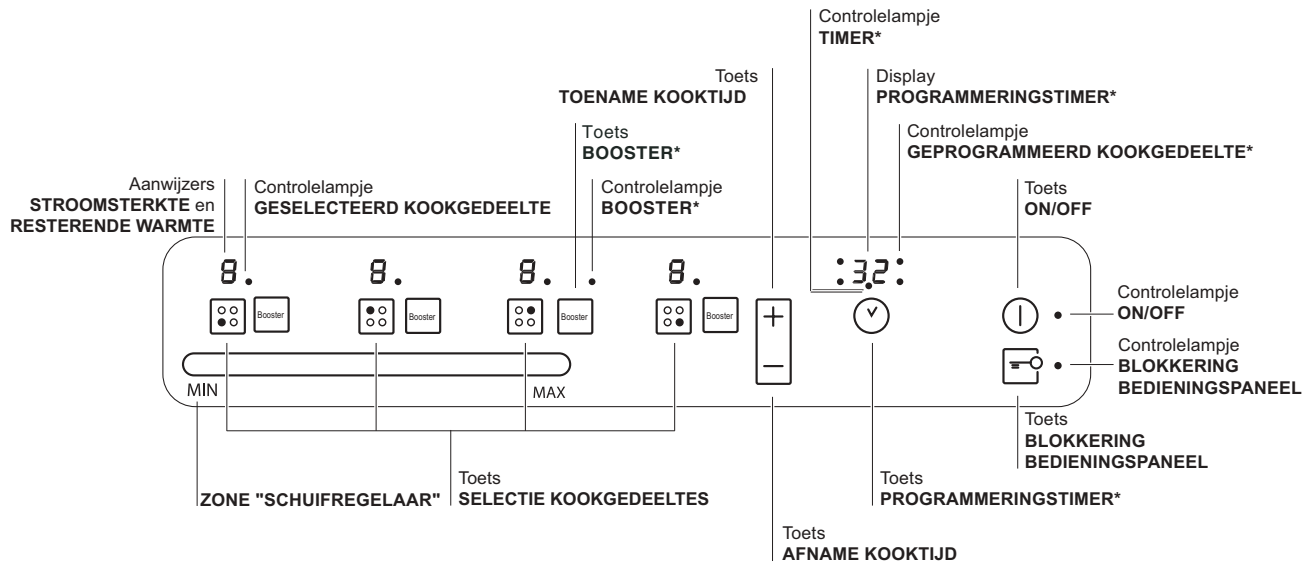 Controlelampje
TIMER*
Toets
TOENAME KOOKTIJD
Display
PROGRAMMERINGSTIMER*
Toets
BOOSTER*
Controlelampje
GEPROGRAMMEERD KOOKGEDEELTE*
Aanwijzers
STROOMSTERKTE en
RESTERENDE WARMTE
Controlelampje
GESELECTEERD KOOKGEDEELTE
Controlelampje
BOOSTER*
Toets
ON/OFF
8. 8. 8. 8. 32
Booster Booster Booster Booster
+
−
Controlelampje
ON/OFF
Controlelampje
BLOKKERING
BEDIENINGSPANEEL
MIN MAX
Toets
BLOKKERING
BEDIENINGSPANEEL
ZONE "SCHUIFREGELAAR"
Toets
SELECTIE KOOKGEDEELTES
Toets
PROGRAMMERINGSTIMER*
Toets
AFNAME KOOKTIJD